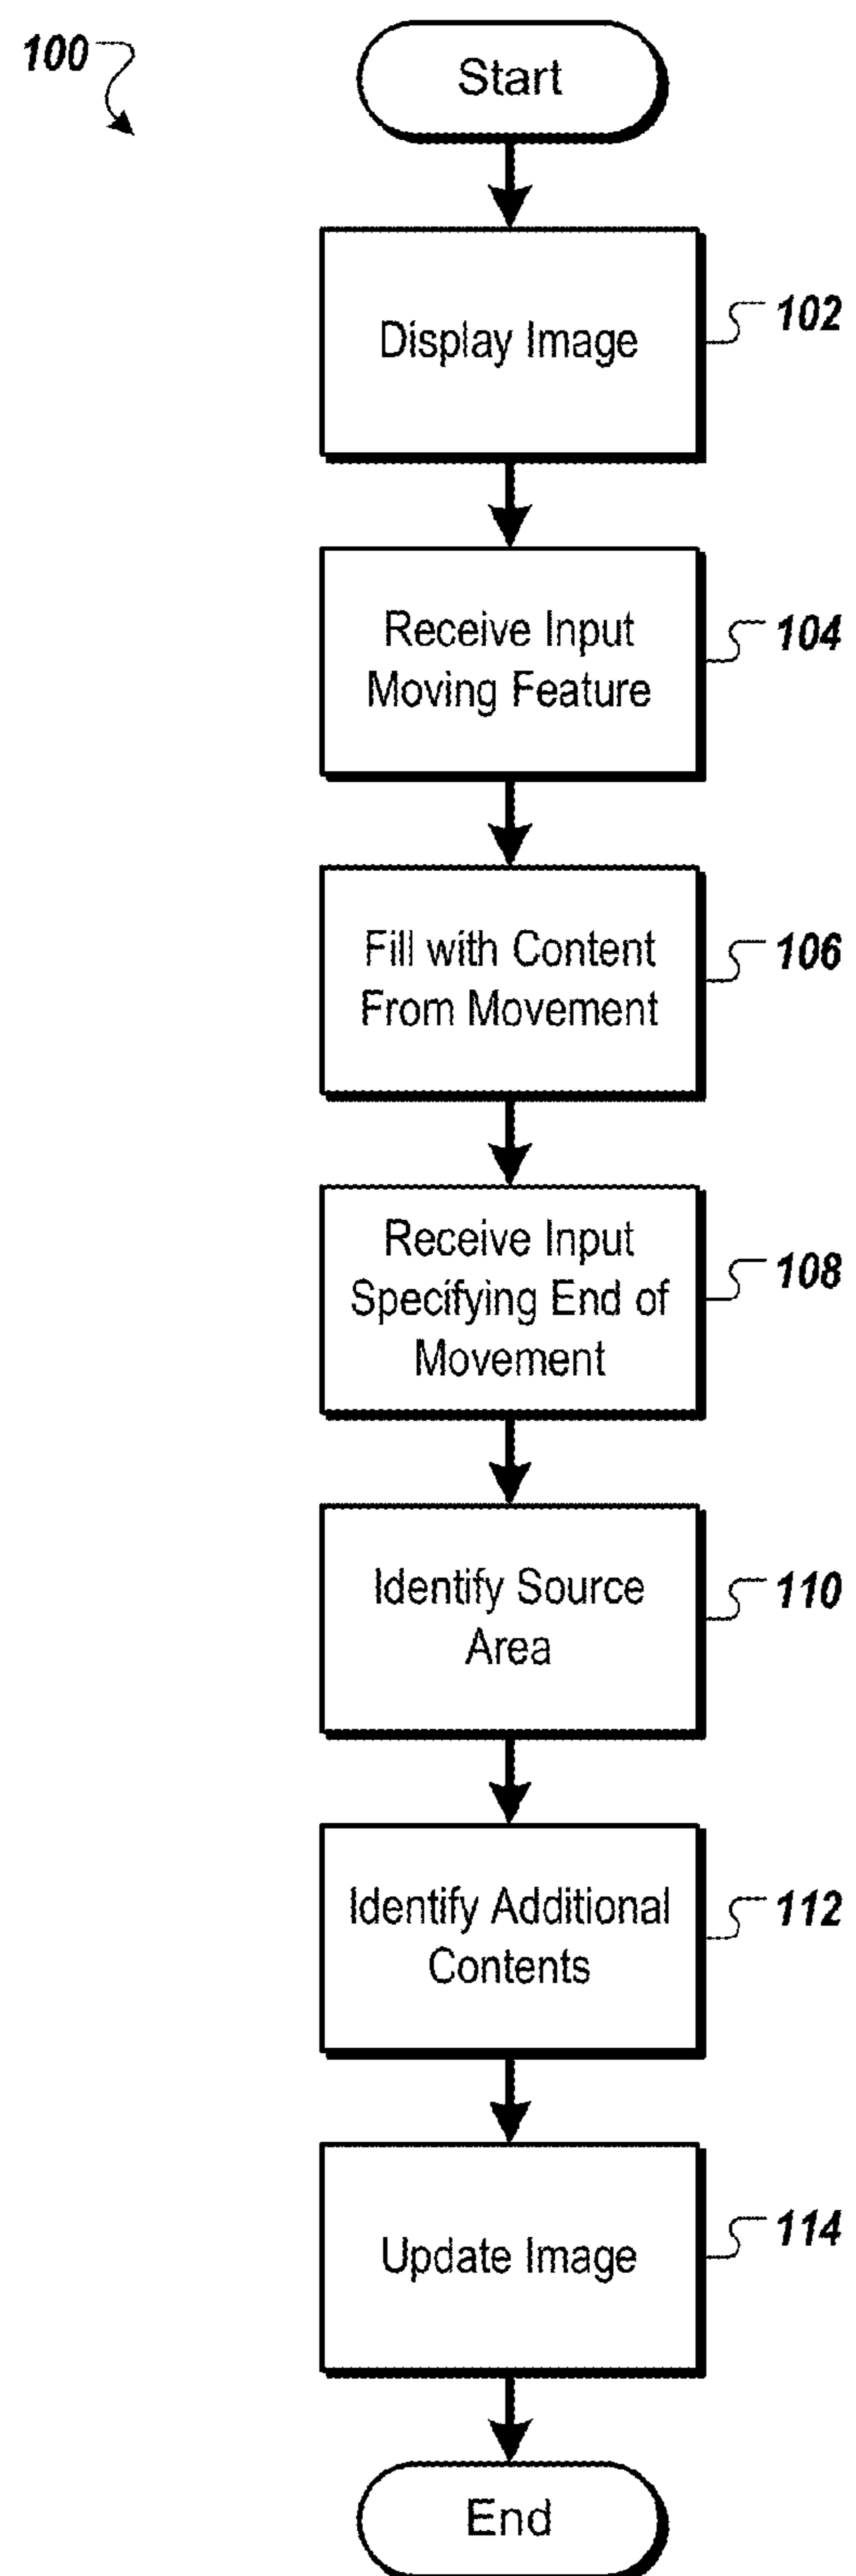 100
Start
Display Image
102
Receive Input
Moving Feature
104
Fill with Content
From Movement
106
Receive Input
Specifying End of
Movement
108
Identify Source
Area
110
Identify Additional
Contents
112
Update Image
114
End